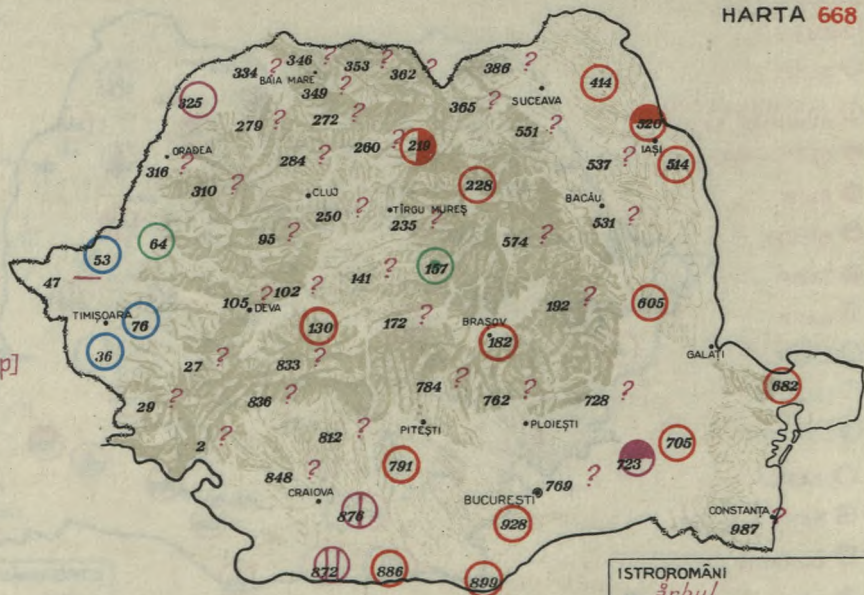 HARTA 668
346 ? 353 ? 362 ? 386 ?
334 ? BAIA MARE 349 ? 414
325 365 ? SUCEAVA
279 ? 272 ? 551 ? 526
ORADEA 260 ? 219 IAȘI
316 ? 284 ? 537 ? 514
310 ? CLUJ 228 BACĂU
250 ? TÎRGU MUREȘ 531 ?
64 95 ? 235 ? 574 ?
53 157
47 — 141 ?
105 ? 102 ? DEVA 192 ? 605
TIMIȘOARA 76 130 172 ? BRAȘOV
36 182 GALAȚI
p] 27 ? 833 ?
29 ? 836 ? 784 ? 762 ? 728 ? 682
2 ? 812 ? PITEȘTI PLOIEȘTI
848 ? 791 723 705
CRAIOVA 769 ?
876 BUCUREȘTI CONSTANȚA ?
928 987
872 886 899
ISTROROMÂNI
ărbul